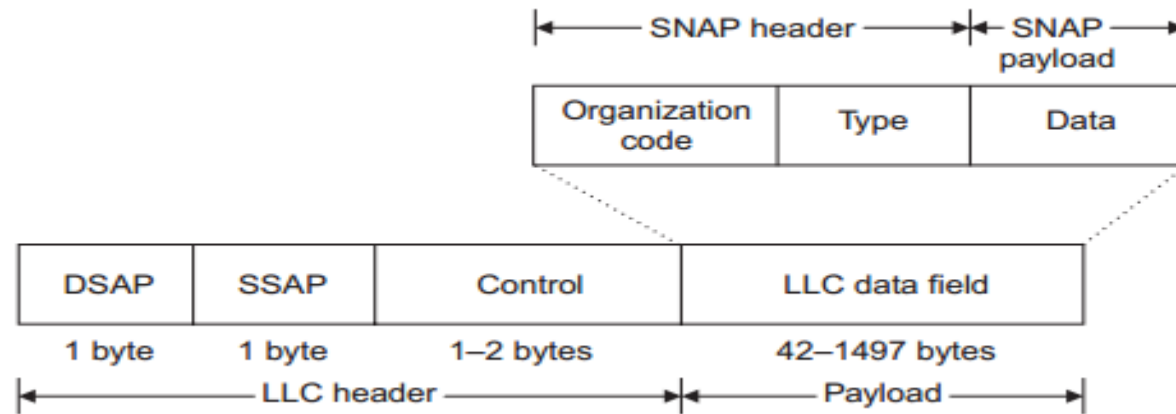 SNAP header
SNAP
payload
Organization
code
Type
Data
DSAP
SSAP
Control
LLC data field
1 byte
1 byte
1–2 bytes
42–1497 bytes
LLC header
Payload